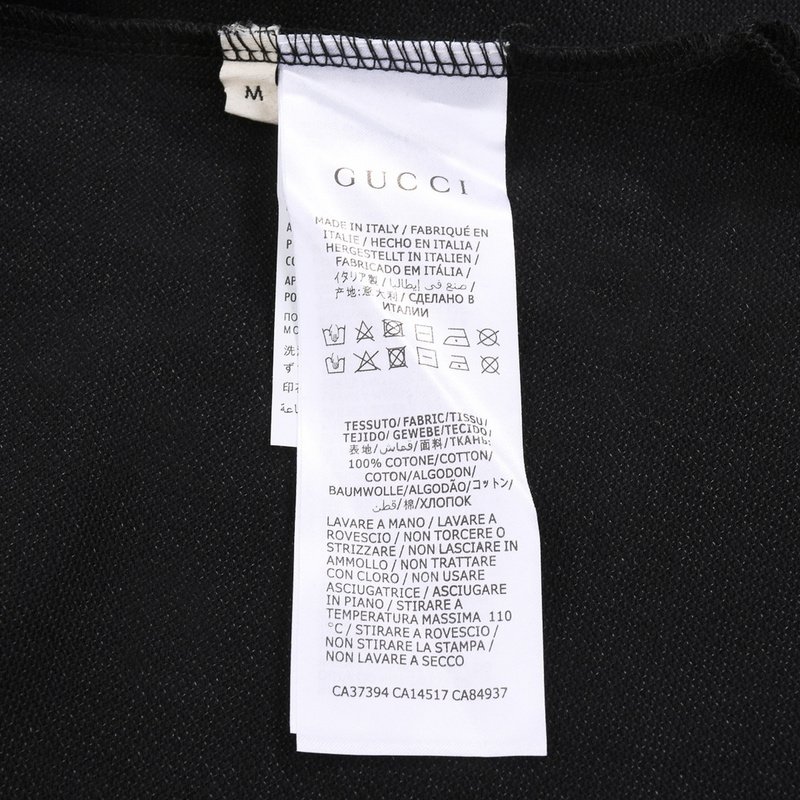 M
GUCCI
MADE IN ITALY / FABRIQUÉ EN
ITALIE / HECHO EN ITALIA /
HERGESTELLT IN ITALIEN /
FABRICADO EM ITÁLIA /
イタリア製 / صنع في إيطاليا /
产地:意大利 / СДЕЛАНО В
ИТАЛИИ
TESSUTO/ FABRIC/TISSU/
TEJIDO/ GEWEBE/TECIDO/
表地/قماش/面料/ТКАНЬ:
100% COTONE/COTTON/
COTON/ALGODON/
BAUMWOLLE/ALGODÃO/コットン/
قطن/棉/ХЛОПОК
LAVARE A MANO / LAVARE A
ROVESCIO / NON TORCERE O
STRIZZARE / NON LASCIARE IN
AMMOLLO / NON TRATTARE
CON CLORO / NON USARE
ASCIUGATRICE / ASCIUGARE
IN PIANO / STIRARE A
TEMPERATURA MASSIMA 110
°C / STIRARE A ROVESCIO /
NON STIRARE LA STAMPA /
NON LAVARE A SECCO
CA37394 CA14517 CA84937